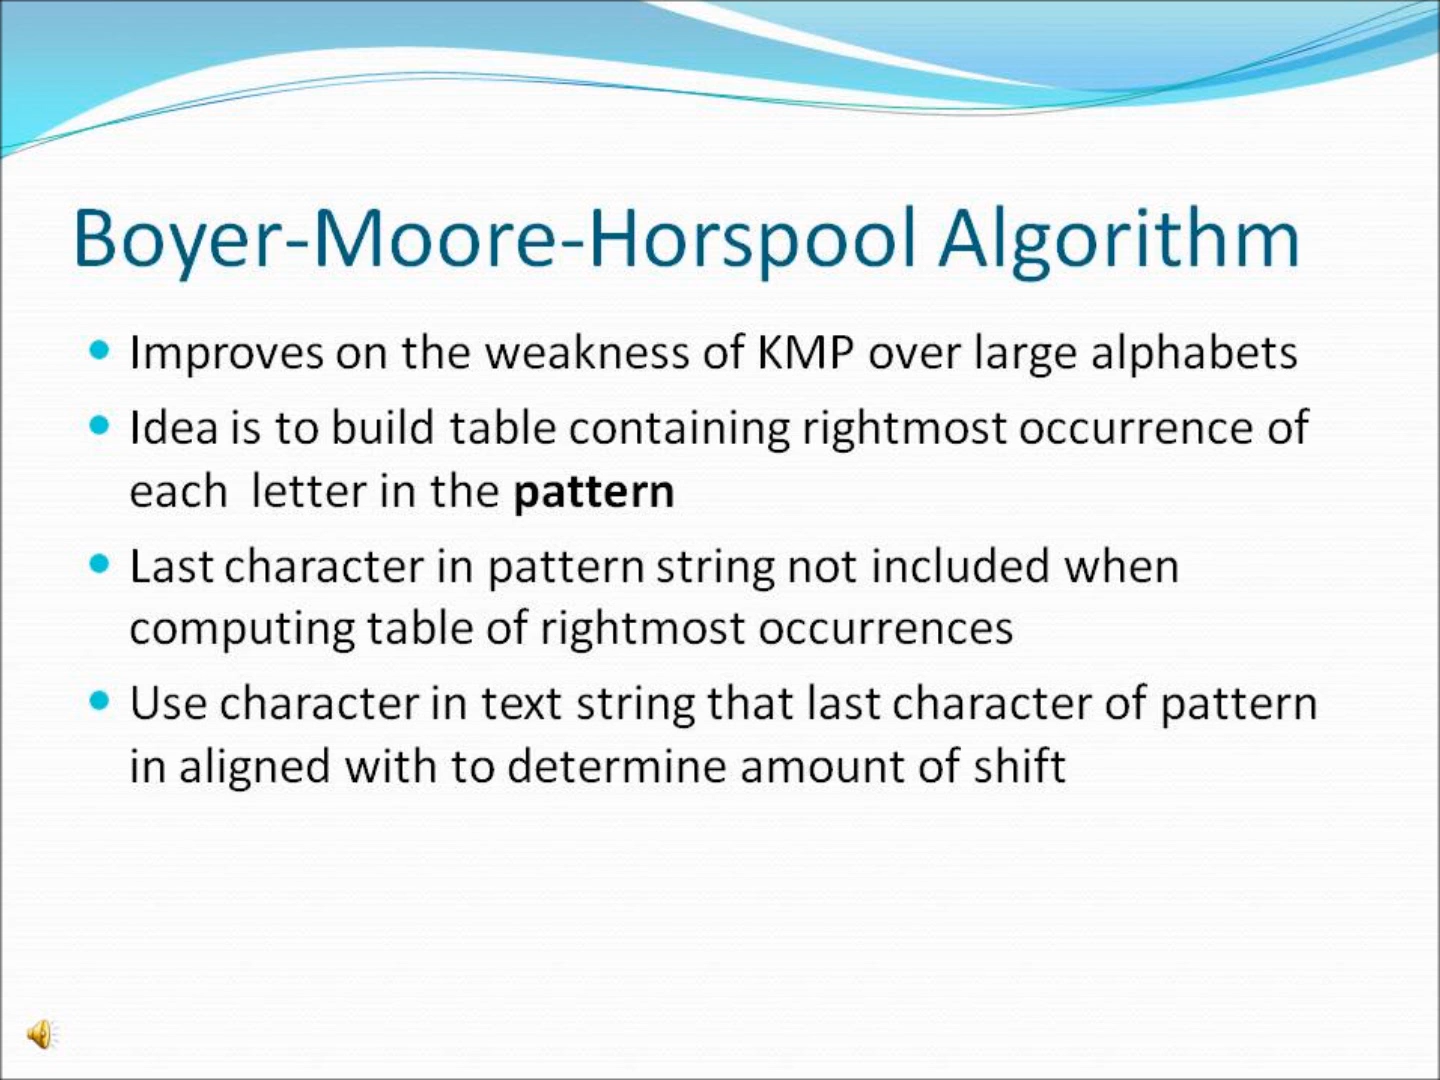 Boyer-Moore-Horspool Algorithm
Improves on the weakness of KMP over large alphabets
Idea is to build table containing rightmost occurrence of
each letter in the pattern
Last character in pattern string not included when
computing table of rightmost occurrences
Use character in text string that last character of pattern
in aligned with to determine amount of shift